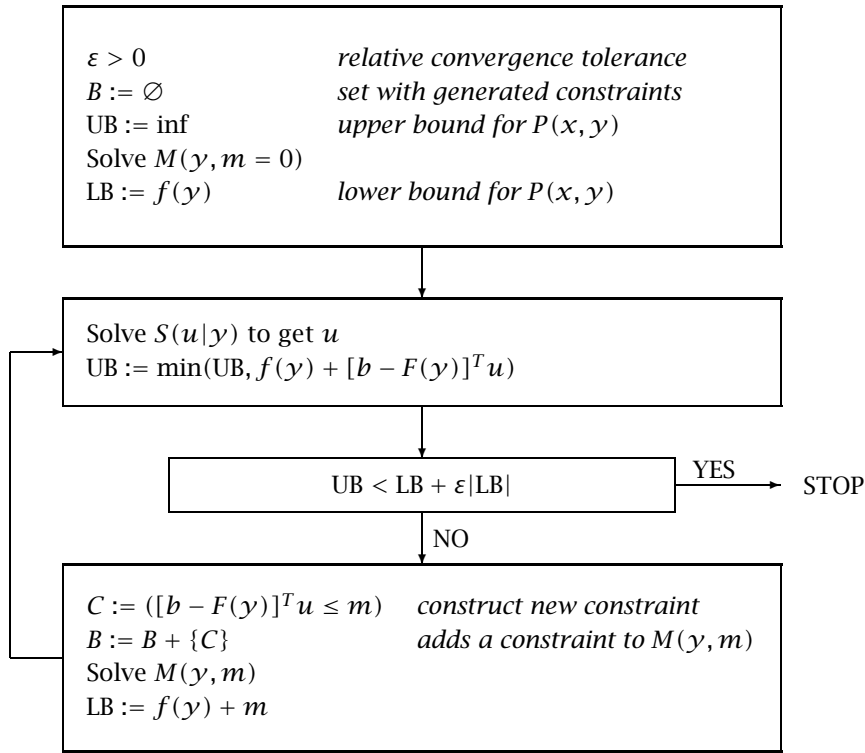 ε > 0 relative convergence tolerance
B := ∅ set with generated constraints
UB := inf upper bound for P(x, y)
Solve M(y, m = 0)
LB := f(y) lower bound for P(x, y)
Solve S(u|y) to get u
UB := min(UB, f(y) + [b − F(y)]ᵀu)
UB < LB + ε|LB|
YES
STOP
NO
C := ([b − F(y)]ᵀu ≤ m) construct new constraint
B := B + {C} adds a constraint to M(y, m)
Solve M(y, m)
LB := f(y) + m